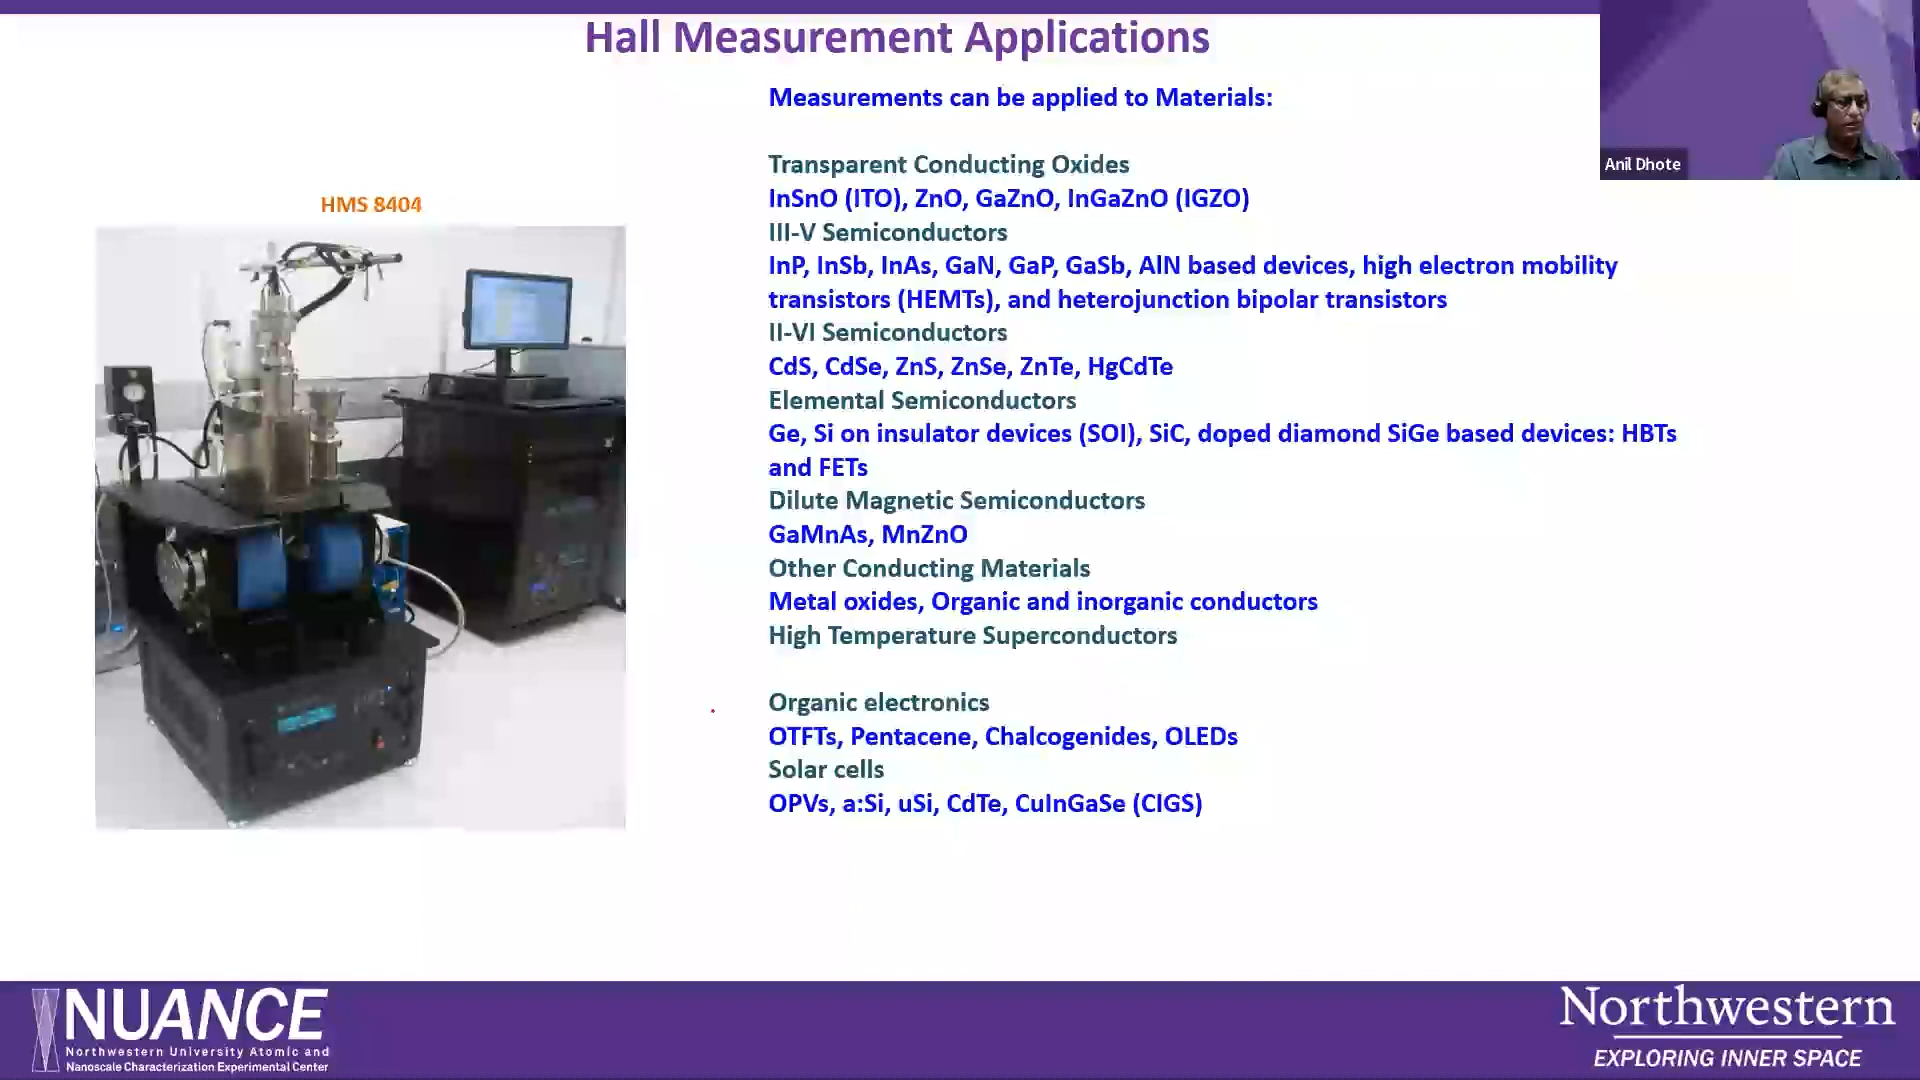 Hall Measurement Applications
Measurements can be applied to Materials:
Anil Dhote
Transparent Conducting Oxides
InSnO (ITO), ZnO, GaZnO, InGaZnO (IGZO)
HMS 8404
III-V Semiconductors
InP, InSb, InAs, GaN, GaP, GaSb, AlN based devices, high electron mobility
transistors (HEMTs), and heterojunction bipolar transistors
II-VI Semiconductors
CdS, CdSe, ZnS, ZnSe, ZnTe, HgCdTe
Elemental Semiconductors
Ge, Si on insulator devices (SOI), SiC, doped diamond SiGe based devices: HBTs
and FETs
Dilute Magnetic Semiconductors
GaMnAs, MnZnO
Other Conducting Materials
Metal oxides, Organic and inorganic conductors
High Temperature Superconductors
Organic electronics
OTFTs, Pentacene, Chalcogenides, OLEDs
Solar cells
OPVs, a:Si, uSi, CdTe, CuInGaSe (CIGS)
NUANCE
Northwestern University Atomic and
Nanoscale Characterization Experimental Center
Northwestern
EXPLORING INNER SPACE